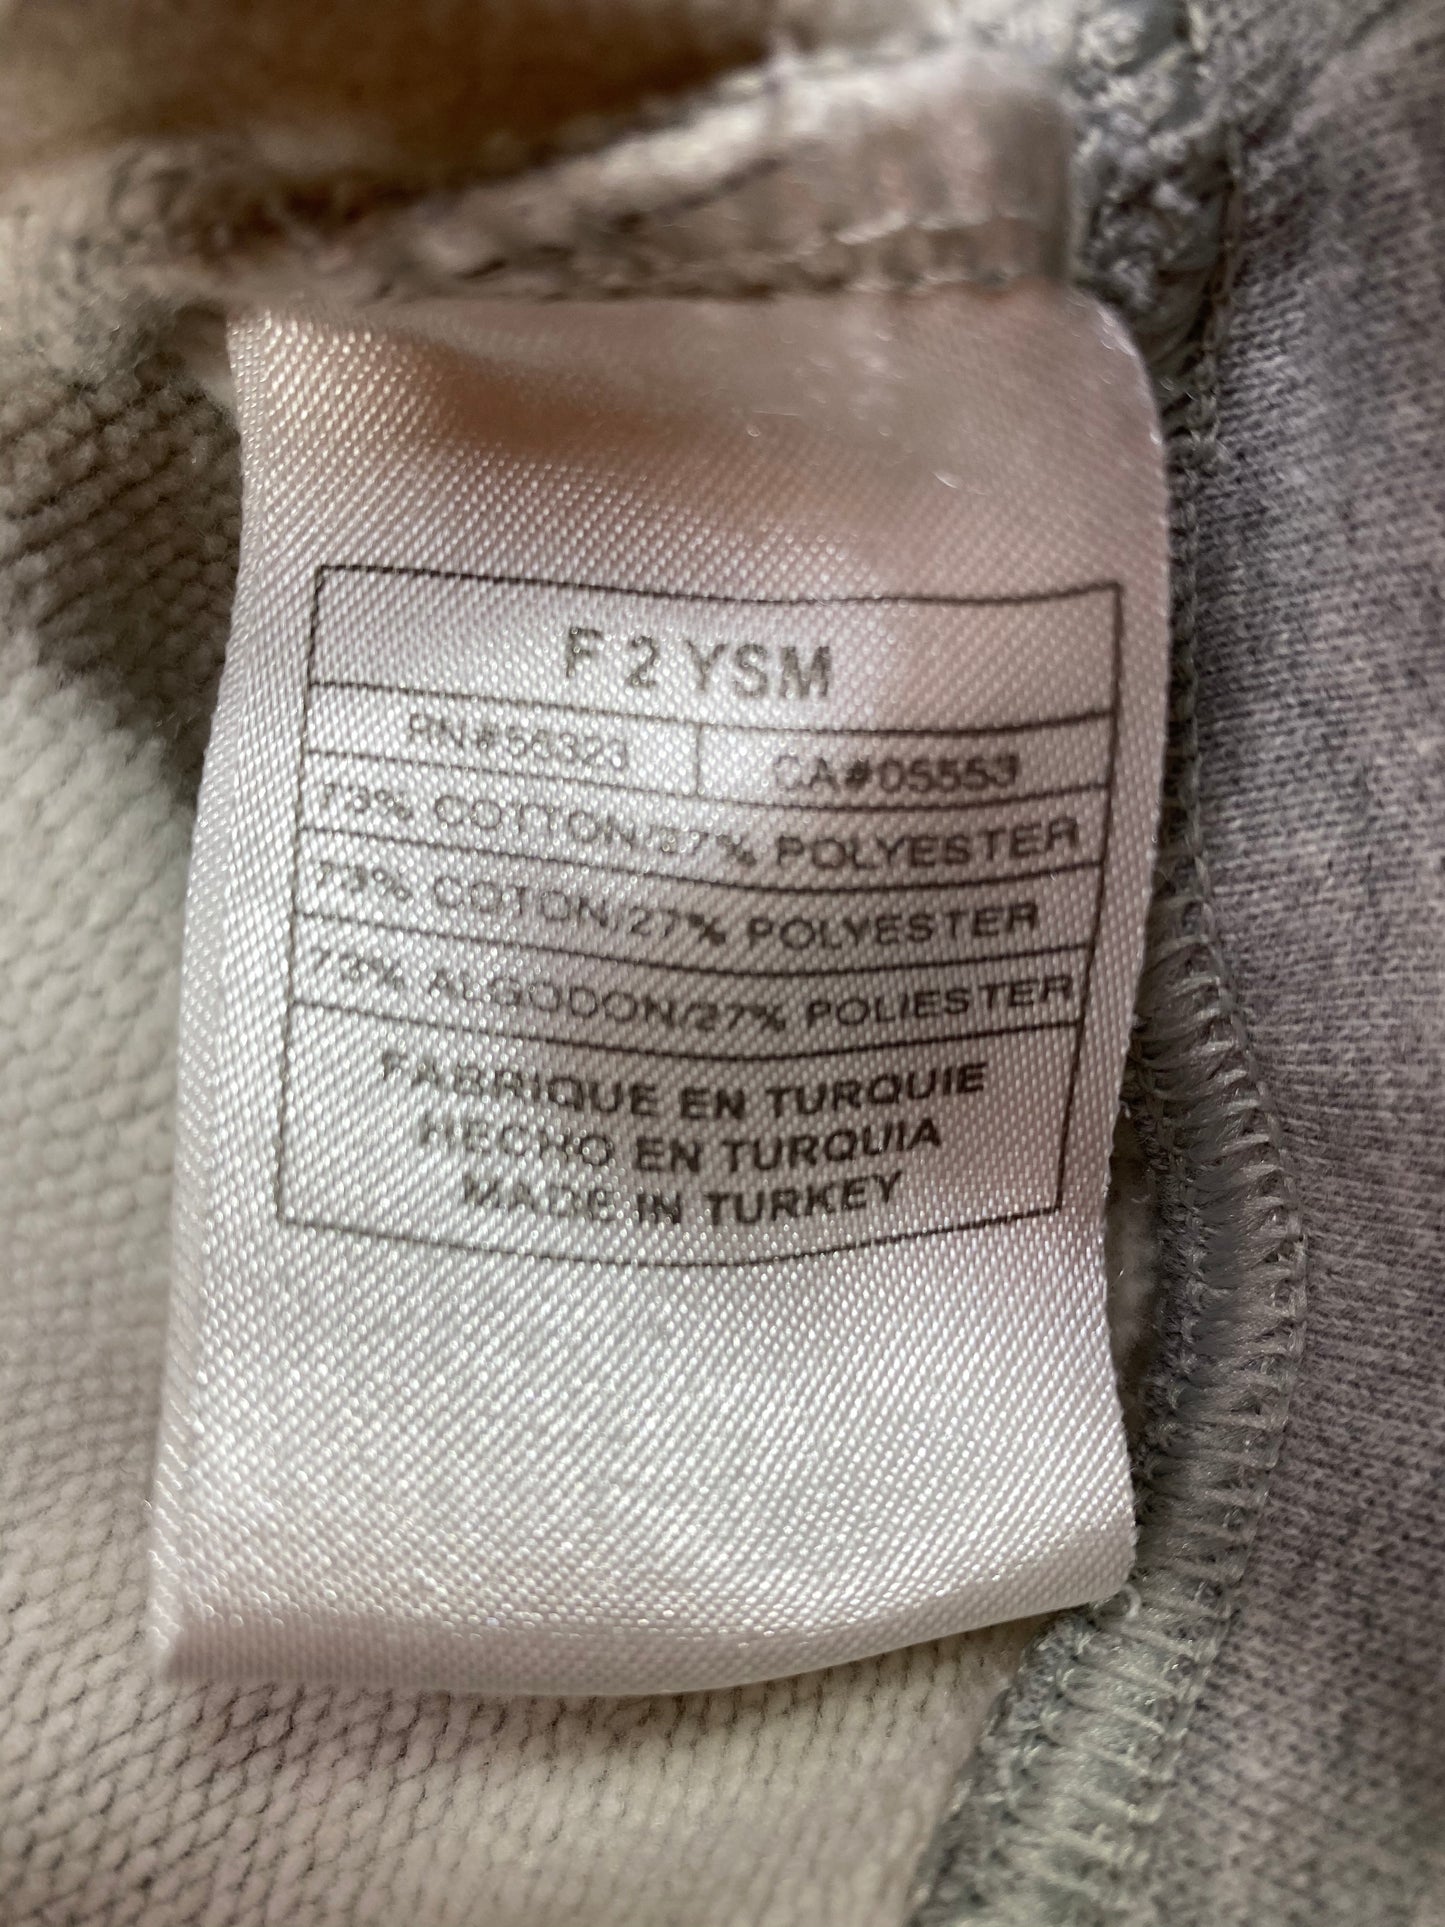 F 2 YSM
RN#56323 CA#05553
73% COTTON/27% POLYESTER
73% COTON/27% POLYESTER
73% ALGODON/27% POLIESTER
FABRIQUE EN TURQUIE
HECHO EN TURQUIA
MADE IN TURKEY